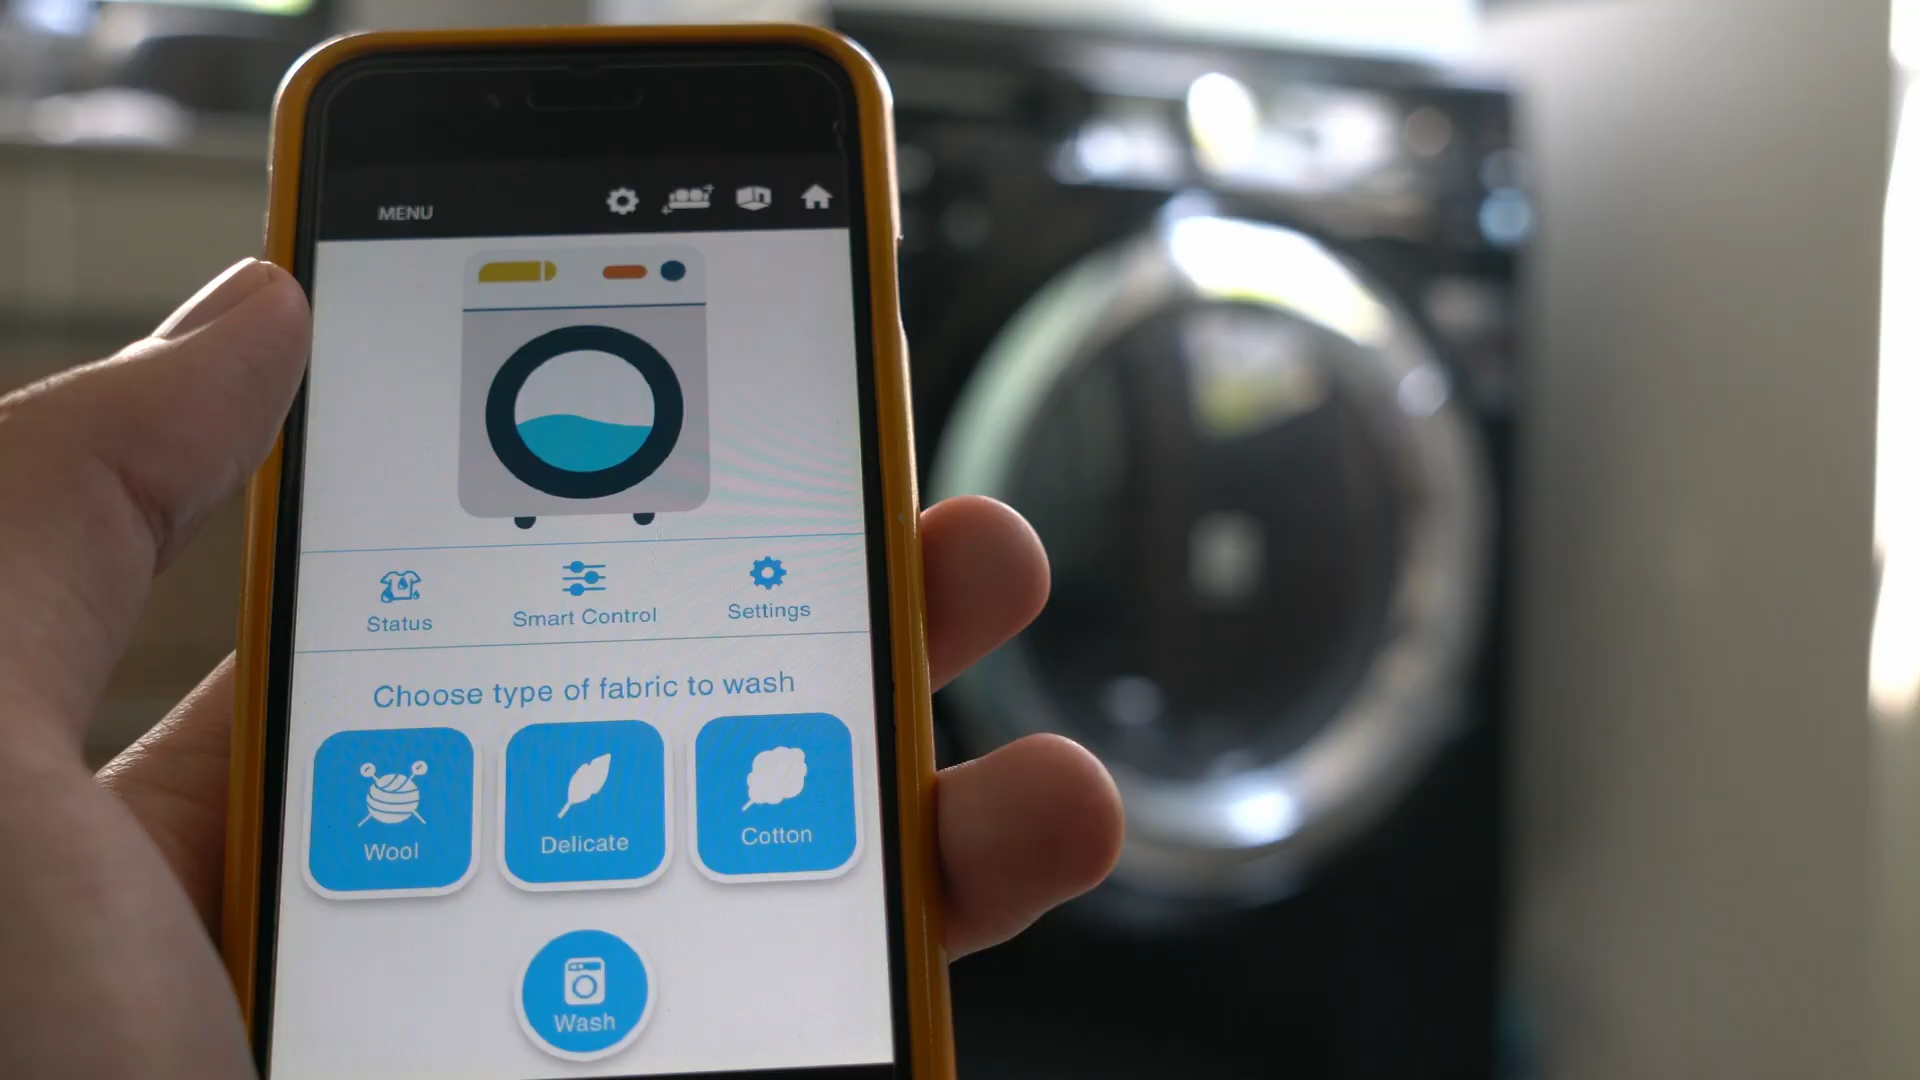 MENU
Status
Smart Control
Settings
Choose type of fabric to wash
Wool
Delicate
Cotton
Wash